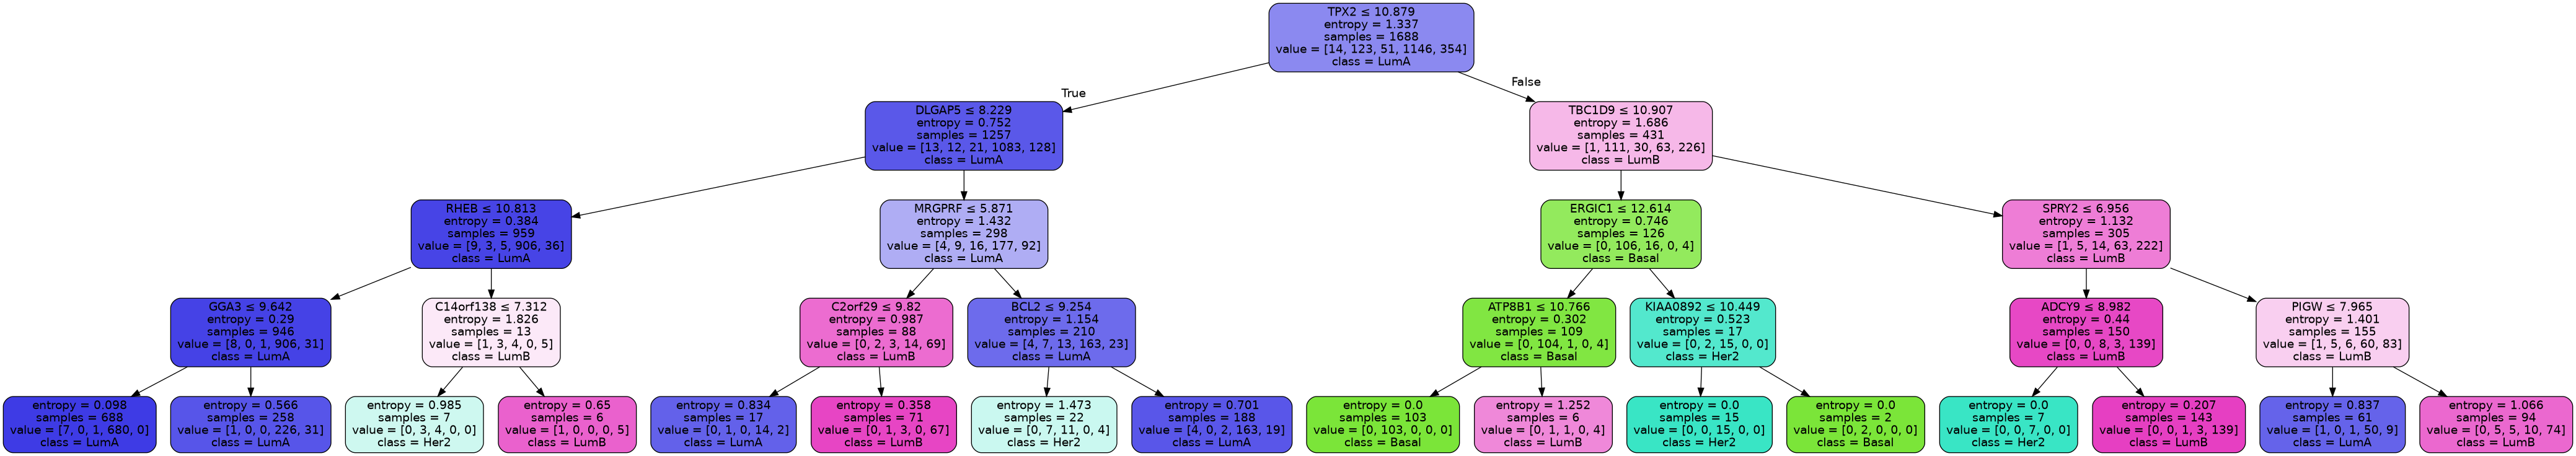 TPX2 ≤ 10.879
entropy = 1.337
samples = 1688
value = [14, 123, 51, 1146, 354]
class = LumA
True
False
DLGAP5 ≤ 8.229
entropy = 0.752
samples = 1257
value = [13, 12, 21, 1083, 128]
class = LumA
TBC1D9 ≤ 10.907
entropy = 1.686
samples = 431
value = [1, 111, 30, 63, 226]
class = LumB
RHEB ≤ 10.813
entropy = 0.384
samples = 959
value = [9, 3, 5, 906, 36]
class = LumA
MRGPRF ≤ 5.871
entropy = 1.432
samples = 298
value = [4, 9, 16, 177, 92]
class = LumA
ERGIC1 ≤ 12.614
entropy = 0.746
samples = 126
value = [0, 106, 16, 0, 4]
class = Basal
SPRY2 ≤ 6.956
entropy = 1.132
samples = 305
value = [1, 5, 14, 63, 222]
class = LumB
GGA3 ≤ 9.642
entropy = 0.29
samples = 946
value = [8, 0, 1, 906, 31]
class = LumA
C14orf138 ≤ 7.312
entropy = 1.826
samples = 13
value = [1, 3, 4, 0, 5]
class = LumB
C2orf29 ≤ 9.82
entropy = 0.987
samples = 88
value = [0, 2, 3, 14, 69]
class = LumB
BCL2 ≤ 9.254
entropy = 1.154
samples = 210
value = [4, 7, 13, 163, 23]
class = LumA
ATP8B1 ≤ 10.766
entropy = 0.302
samples = 109
value = [0, 104, 1, 0, 4]
class = Basal
KIAA0892 ≤ 10.449
entropy = 0.523
samples = 17
value = [0, 2, 15, 0, 0]
class = Her2
ADCY9 ≤ 8.982
entropy = 0.44
samples = 150
value = [0, 0, 8, 3, 139]
class = LumB
PIGW ≤ 7.965
entropy = 1.401
samples = 155
value = [1, 5, 6, 60, 83]
class = LumB
entropy = 0.098
samples = 688
value = [7, 0, 1, 680, 0]
class = LumA
entropy = 0.566
samples = 258
value = [1, 0, 0, 226, 31]
class = LumA
entropy = 0.985
samples = 7
value = [0, 3, 4, 0, 0]
class = Her2
entropy = 0.65
samples = 6
value = [1, 0, 0, 0, 5]
class = LumB
entropy = 0.834
samples = 17
value = [0, 1, 0, 14, 2]
class = LumA
entropy = 0.358
samples = 71
value = [0, 1, 3, 0, 67]
class = LumB
entropy = 1.473
samples = 22
value = [0, 7, 11, 0, 4]
class = Her2
entropy = 0.701
samples = 188
value = [4, 0, 2, 163, 19]
class = LumA
entropy = 0.0
samples = 103
value = [0, 103, 0, 0, 0]
class = Basal
entropy = 1.252
samples = 6
value = [0, 1, 1, 0, 4]
class = LumB
entropy = 0.0
samples = 15
value = [0, 0, 15, 0, 0]
class = Her2
entropy = 0.0
samples = 2
value = [0, 2, 0, 0, 0]
class = Basal
entropy = 0.0
samples = 7
value = [0, 0, 7, 0, 0]
class = Her2
entropy = 0.207
samples = 143
value = [0, 0, 1, 3, 139]
class = LumB
entropy = 0.837
samples = 61
value = [1, 0, 1, 50, 9]
class = LumA
entropy = 1.066
samples = 94
value = [0, 5, 5, 10, 74]
class = LumB